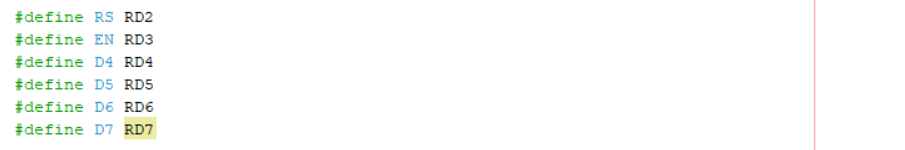 #define RS RD2
#define EN RD3
#define D4 RD4
#define D5 RD5
#define D6 RD6
#define D7 RD7